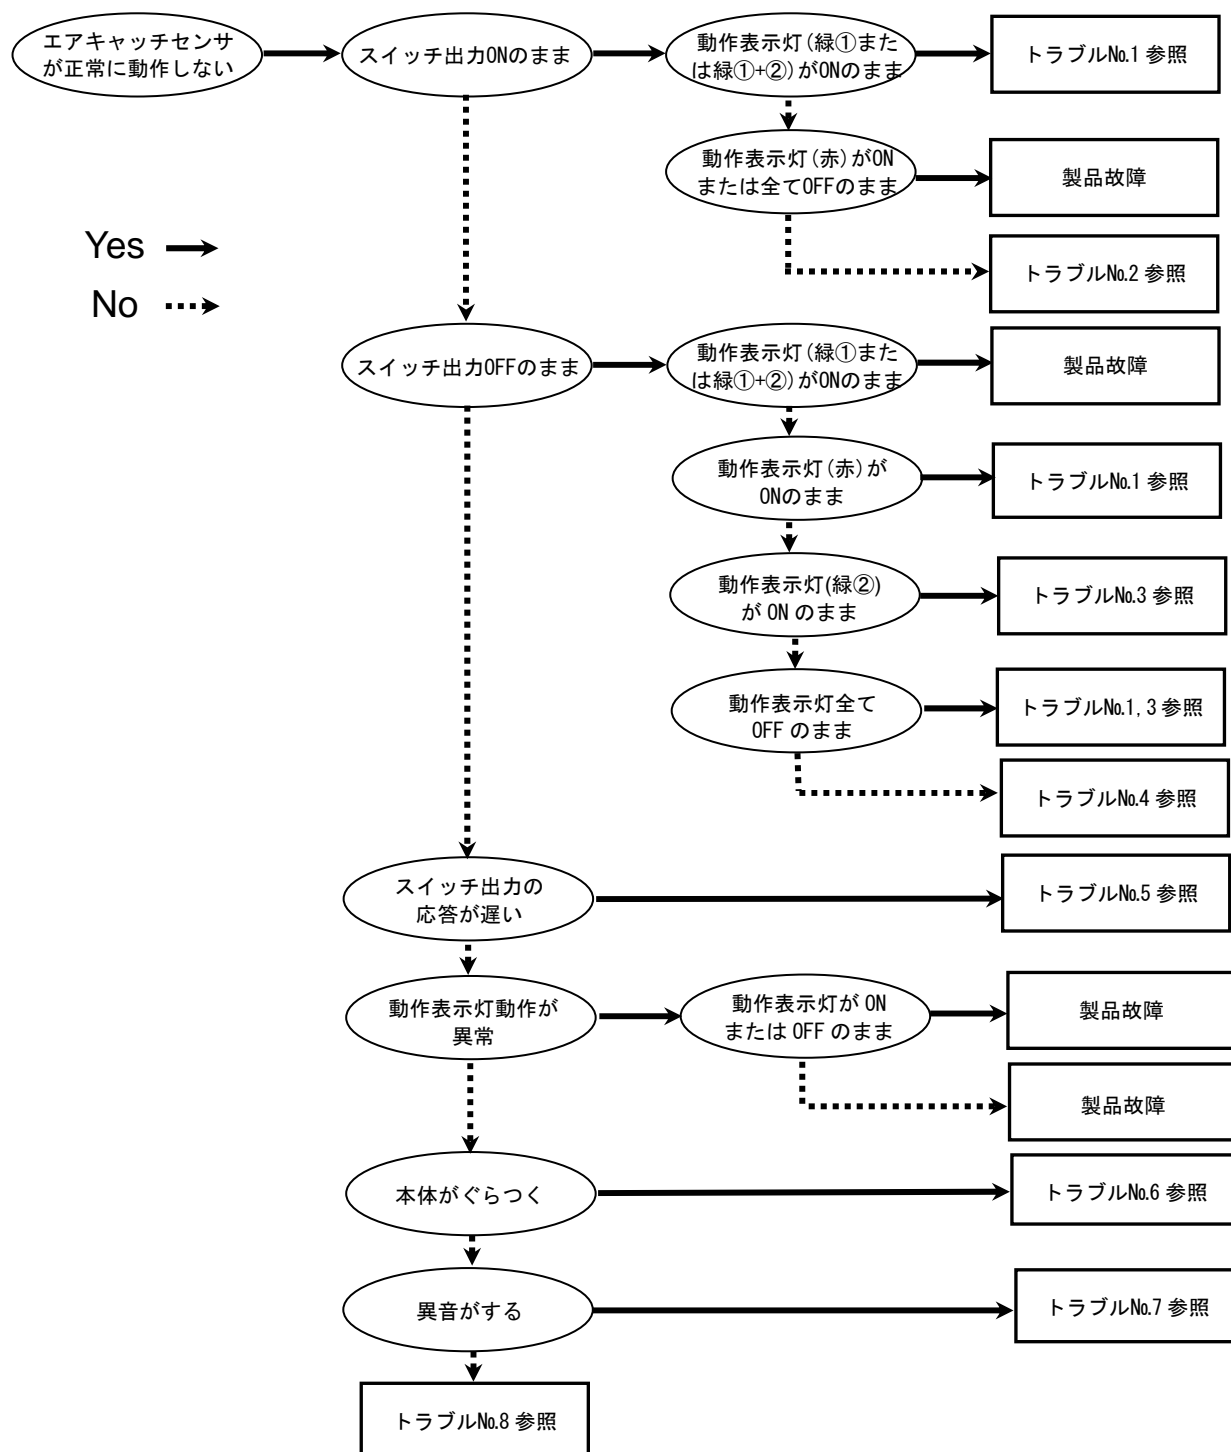 エアキャッチセンサ
が正常に動作しない
スイッチ出力ONのまま
動作表示灯(緑①また
は緑①+②)がONのまま
トラブル№1 参照
動作表示灯(赤)がON
または全てOFFのまま
製品故障
Yes
トラブル№2 参照
No
スイッチ出力OFFのまま
動作表示灯(緑①また
は緑①+②)がONのまま
製品故障
動作表示灯(赤)が
ONのまま
トラブル№1 参照
動作表示灯(緑②)
が ON のまま
トラブル№3 参照
動作表示灯全て
OFF のまま
トラブル№1, 3 参照
トラブル№4 参照
スイッチ出力の
応答が遅い
トラブル№5 参照
動作表示灯動作が
異常
動作表示灯が ON
または OFF のまま
製品故障
製品故障
本体がぐらつく
トラブル№6 参照
異音がする
トラブル№7 参照
トラブル№8 参照